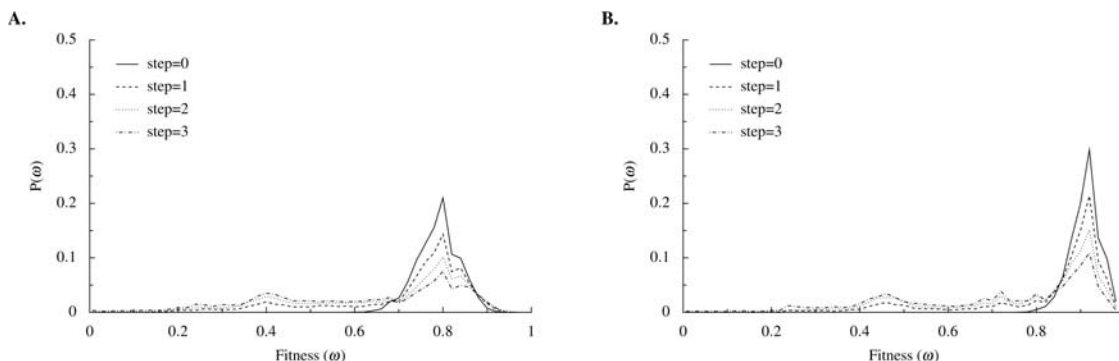 A.
0.5
0.4
0.3
0.2
0.1
0
P(ω)
step=0
step=1
step=2
step=3
0 0.2 0.4 0.6 0.8 1
Fitness (ω)
B.
0.5
0.4
0.3
0.2
0.1
0
P(ω)
step=0
step=1
step=2
step=3
0 0.2 0.4 0.6 0.8
Fitness (ω)